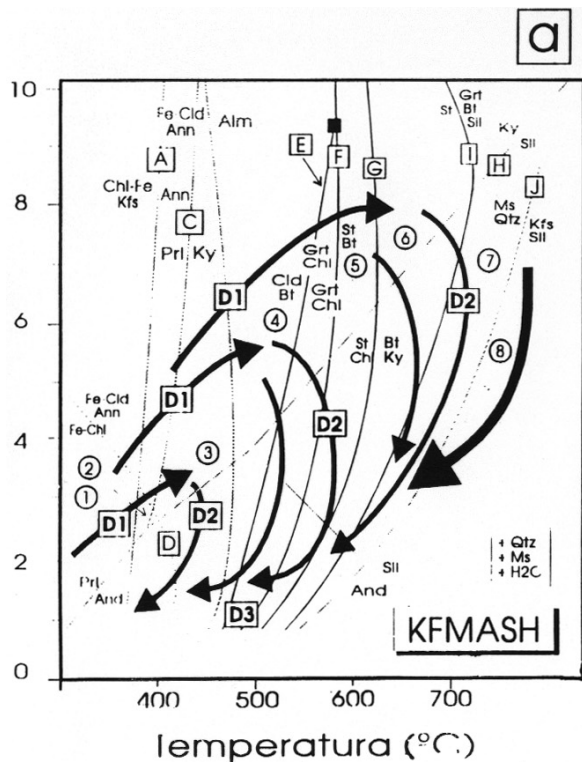 a
10
8
6
4
2
0
Fe-Cld
Ann
Alm
A
Chl-Fe
Kfs
Ann
C
Prl
Ky
E
F
G
St
Grt
Bt
Sil
I
Ky
Sil
H
J
Ms
Qtz
Kfs
Sil
D1
Grt
Chl
Cld
Bt
St
Bt
Grt
Chl
5
6
7
D2
4
8
St
Chl
Bt
Ky
D1
D2
Fe-Cld
Ann
Fe-Chl
2
1
3
D1
D
D2
Prl
And
D3
Sil
And
+ Qtz
+ Ms
+ H2C
KFMASH
400
500
600
700
Temperatura (ºC)